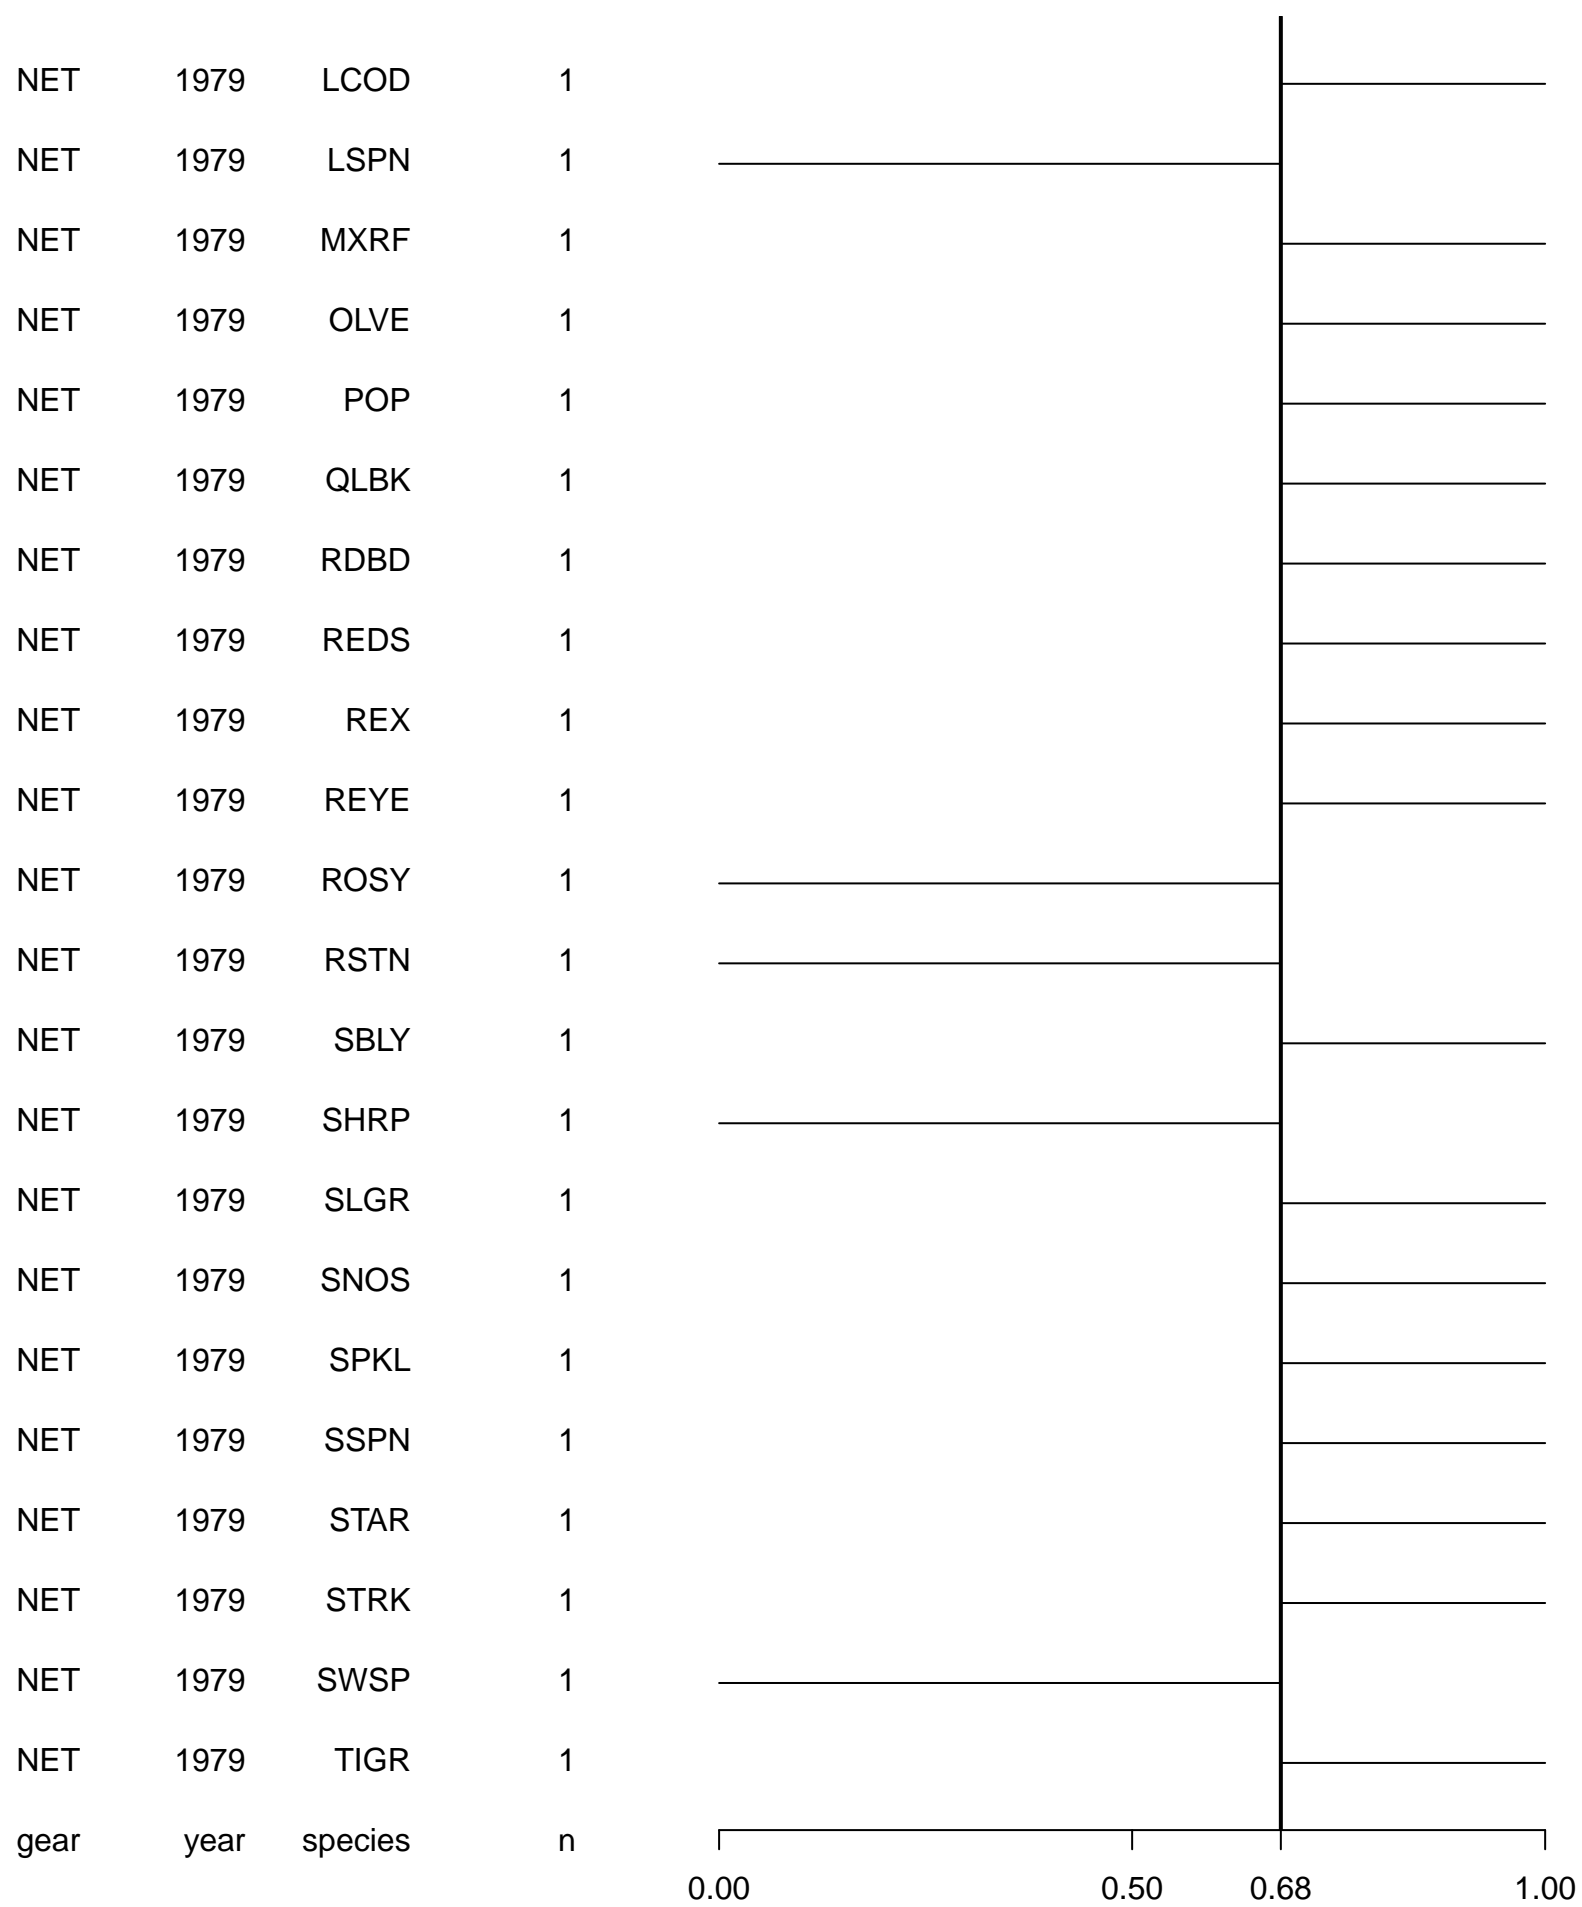 NET 1979 LCOD 1
NET 1979 LSPN 1
NET 1979 MXRF 1
NET 1979 OLVE 1
NET 1979 POP 1
NET 1979 QLBK 1
NET 1979 RDBD 1
NET 1979 REDS 1
NET 1979 REX 1
NET 1979 REYE 1
NET 1979 ROSY 1
NET 1979 RSTN 1
NET 1979 SBLY 1
NET 1979 SHRP 1
NET 1979 SLGR 1
NET 1979 SNOS 1
NET 1979 SPKL 1
NET 1979 SSPN 1
NET 1979 STAR 1
NET 1979 STRK 1
NET 1979 SWSP 1
NET 1979 TIGR 1
gear year species n
0.00 0.50 0.68 1.00